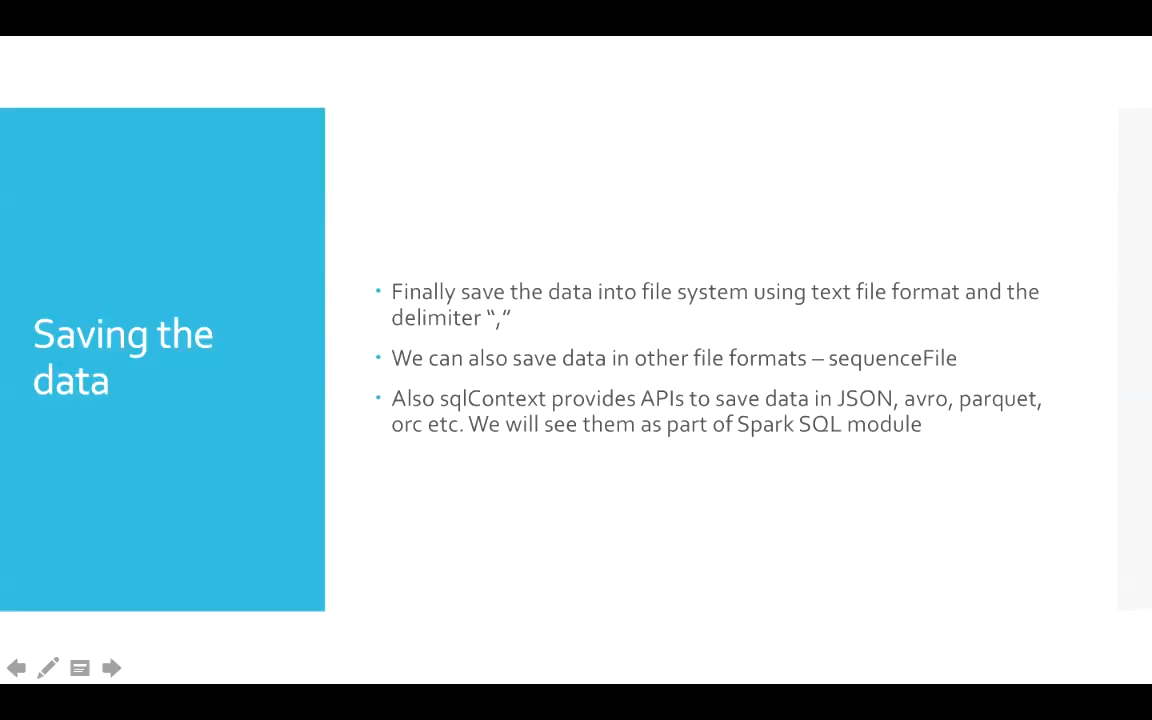 Saving the
data
• Finally save the data into file system using text file format and the
delimiter “,”
• We can also save data in other file formats – sequenceFile
• Also sqlContext provides APIs to save data in JSON, avro, parquet,
orc etc. We will see them as part of Spark SQL module